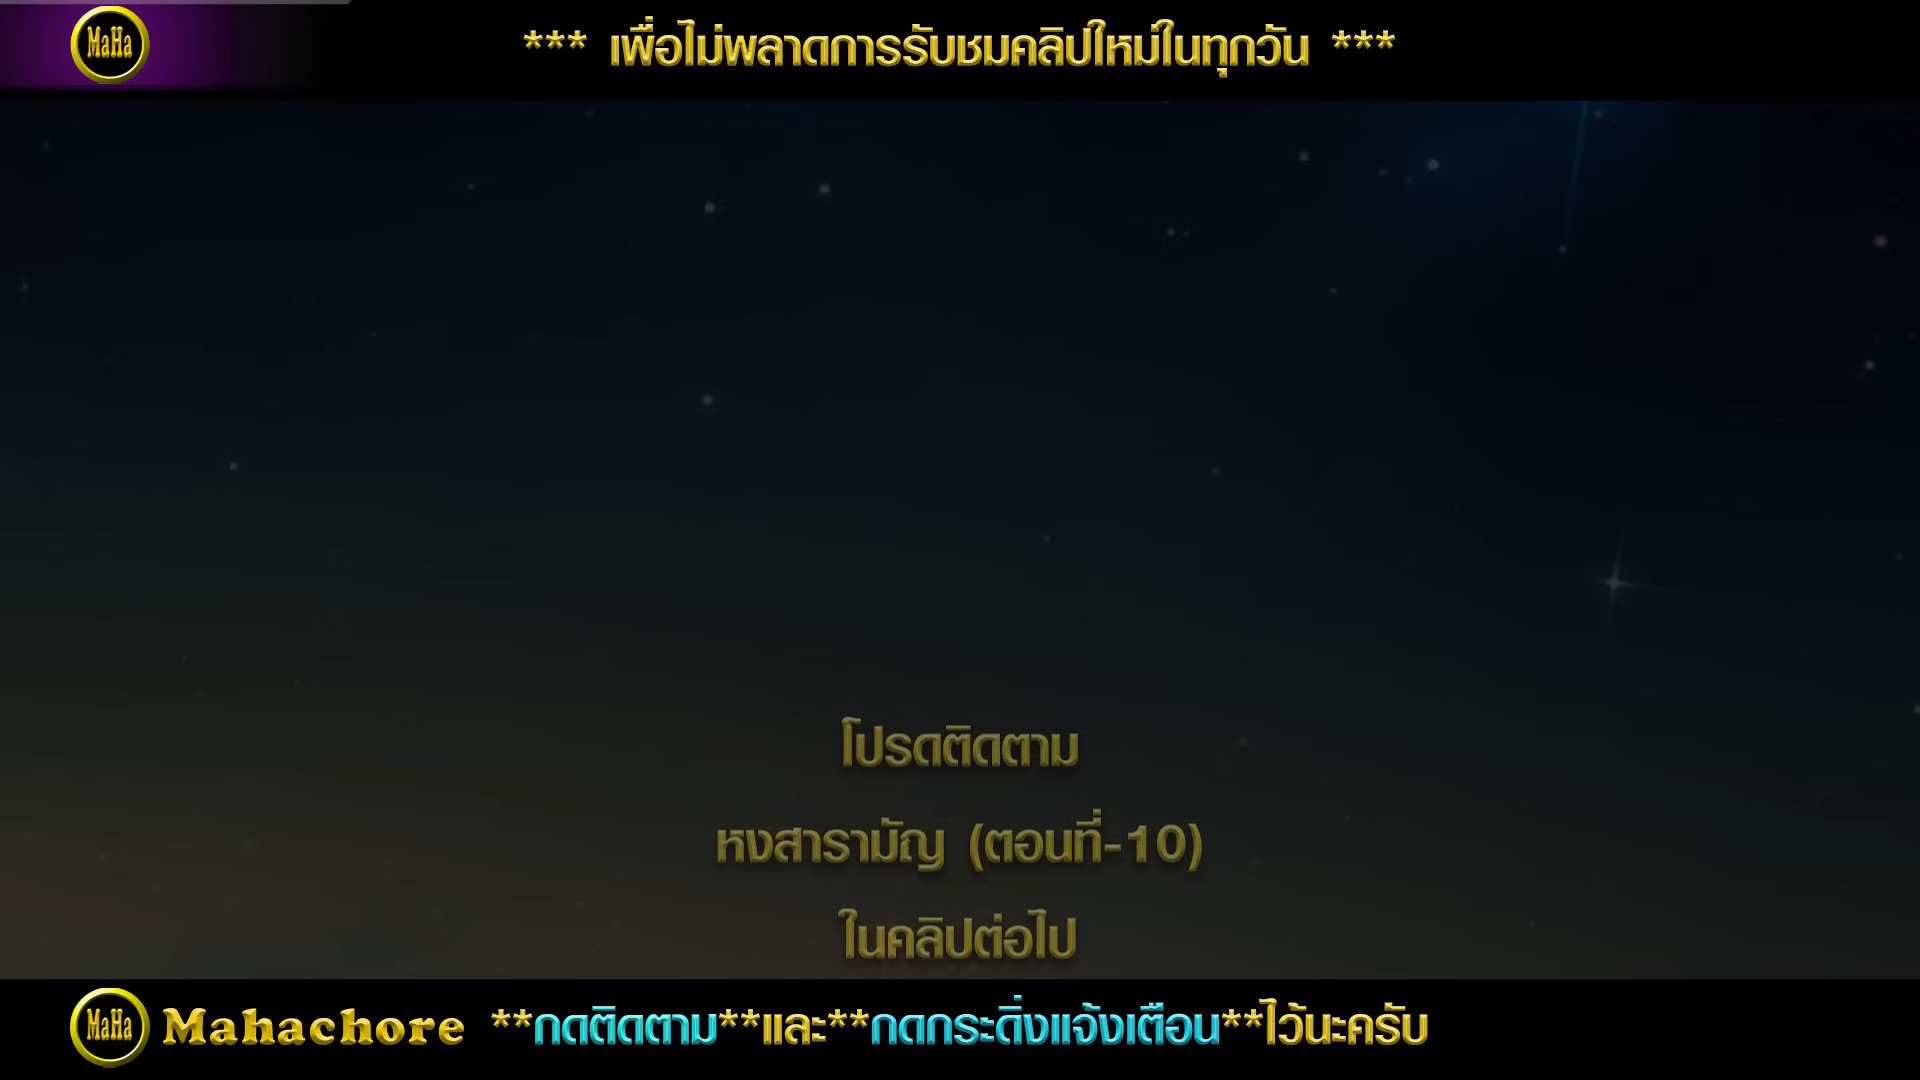 MaHa
*** เพื่อไม่พลาดการรับชมคลิปใหม่ในทุกวัน ***
โปรดติดตาม
หงสารามัญ (ตอนที่-10)
ในคลิปต่อไป
MaHa Mahachore **กดติดตาม**และ**กดกระดิ่งแจ้งเตือน**ไว้นะครับ